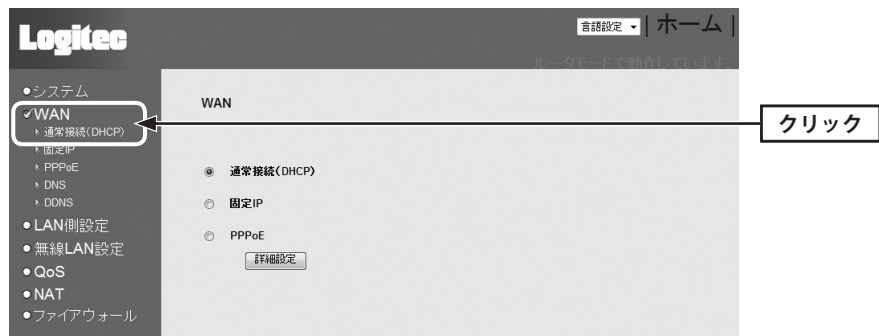 Logitec
言語設定 | ホーム |
ルータモードで動作しています。
システム
WAN
通常接続(DHCP)
固定IP
PPPoE
DNS
DDNS
LAN側設定
無線LAN設定
QoS
NAT
ファイアウォール
WAN
通常接続(DHCP)
固定IP
PPPoE
詳細設定
クリック